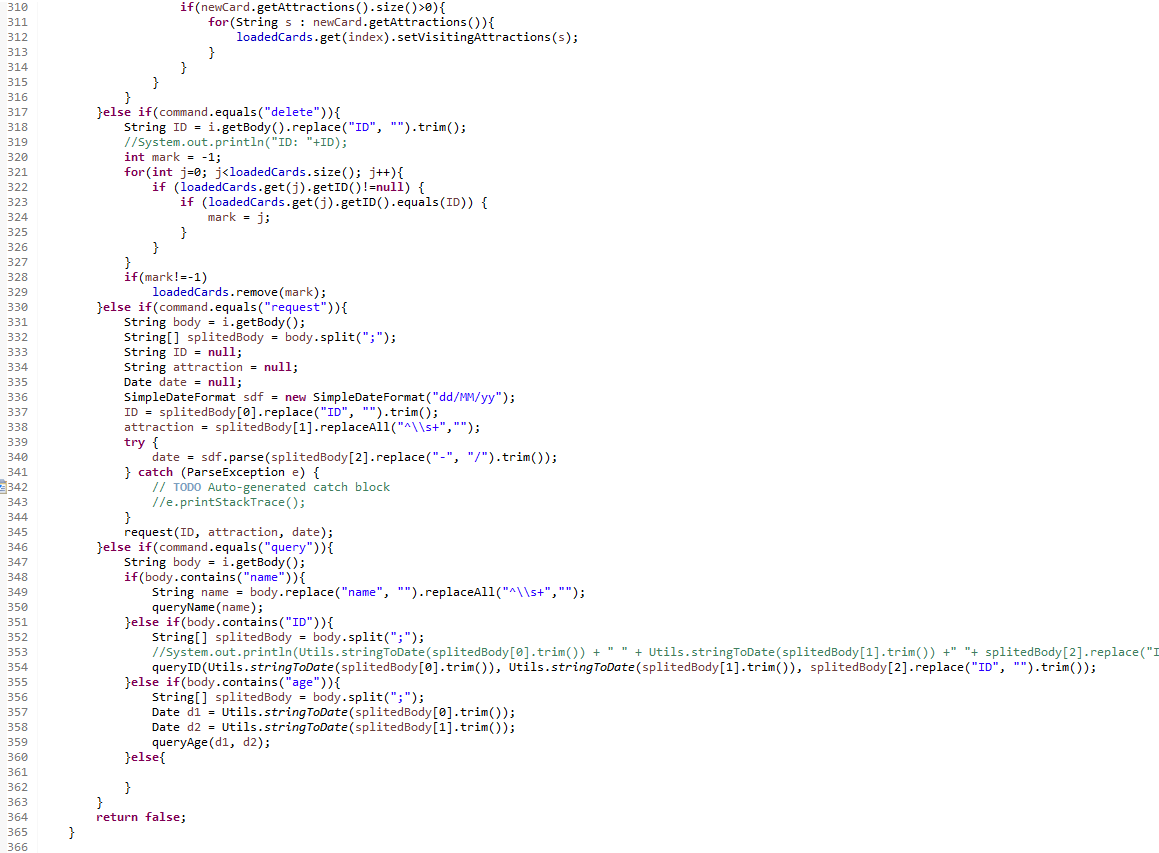 310 if(newCard.getAttractions().size()>0){
311 for(String s : newCard.getAttractions()){
312 loadedCards.get(index).setVisitingAttractions(s);
313 }
314 }
315 }
316 }
317 }else if(command.equals("delete")){
318 String ID = i.getBody().replace("ID", "").trim();
319 //System.out.println("ID: "+ID);
320 int mark = -1;
321 for(int j=0; j<loadedCards.size(); j++){
322 if (loadedCards.get(j).getID()!=null) {
323 if (loadedCards.get(j).getID().equals(ID)) {
324 mark = j;
325 }
326 }
327 }
328 if(mark!=-1)
329 loadedCards.remove(mark);
330 }else if(command.equals("request")){
331 String body = i.getBody();
332 String[] splitedBody = body.split(";");
333 String ID = null;
334 String attraction = null;
335 Date date = null;
336 SimpleDateFormat sdf = new SimpleDateFormat("dd/MM/yy");
337 ID = splitedBody[0].replace("ID", "").trim();
338 attraction = splitedBody[1].replaceAll("^\\s+","");
339 try {
340 date = sdf.parse(splitedBody[2].replace("-", "/").trim());
341 } catch (ParseException e) {
342 // TODO Auto-generated catch block
343 //e.printStackTrace();
344 }
345 request(ID, attraction, date);
346 }else if(command.equals("query")){
347 String body = i.getBody();
348 if(body.contains("name")){
349 String name = body.replace("name", "").replaceAll("^\\s+","");
350 queryName(name);
351 }else if(body.contains("ID")){
352 String[] splitedBody = body.split(";");
353 //System.out.println(Utils.stringToDate(splitedBody[0].trim()) + " " + Utils.stringToDate(splitedBody[1].trim()) +" "+ splitedBody[2].replace("I
354 queryID(Utils.stringToDate(splitedBody[0].trim()), Utils.stringToDate(splitedBody[1].trim()), splitedBody[2].replace("ID", "").trim());
355 }else if(body.contains("age")){
356 String[] splitedBody = body.split(";");
357 Date d1 = Utils.stringToDate(splitedBody[0].trim());
358 Date d2 = Utils.stringToDate(splitedBody[1].trim());
359 queryAge(d1, d2);
360 }else{
361
362 }
363 }
364 return false;
365 }
366